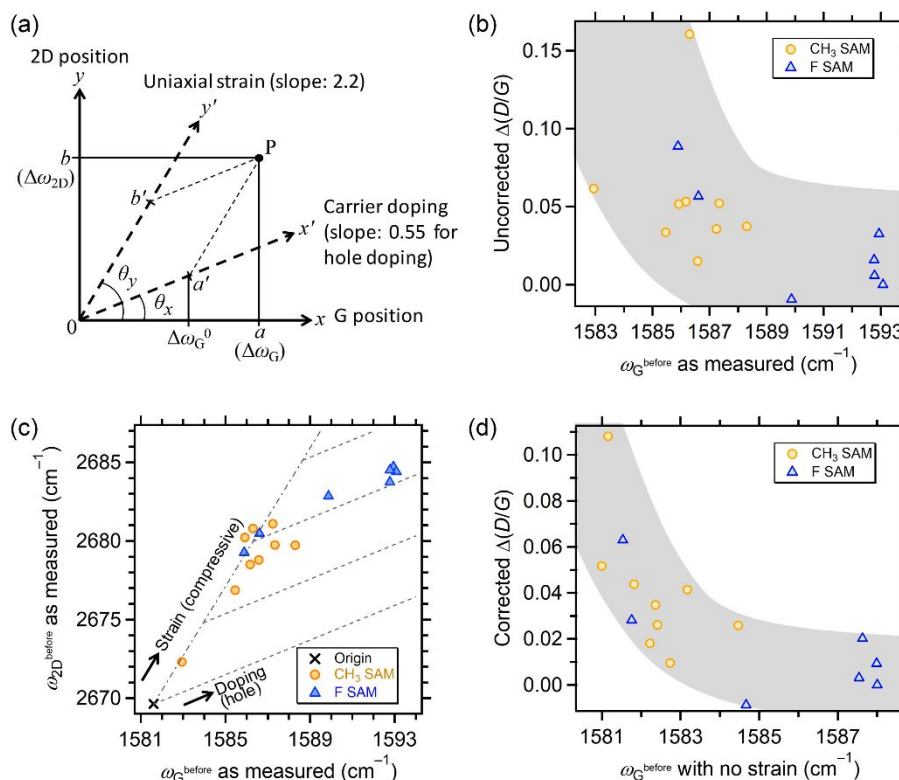 (a)
2D position
y
Uniaxial strain (slope: 2.2)
y'
b
(Δω2D)
P
b'
Carrier doping
(slope: 0.55 for
hole doping)
x'
θy
θx
a'
0
ΔωG0
a
(ΔωG)
x
G position
(b)
Uncorrected Δ(D/G)
0.15
0.10
0.05
0.00
CH3 SAM
F SAM
1583
1585
1587
1589
1591
1593
ωGbefore as measured (cm−1)
(c)
ω2Dbefore as measured (cm−1)
2685
2680
2675
2670
Strain (compressive)
Doping
(hole)
Origin
CH3 SAM
F SAM
1581
1583
1585
1587
1589
1591
1593
ωGbefore as measured (cm−1)
(d)
Corrected Δ(D/G)
0.10
0.08
0.06
0.04
0.02
0.00
CH3 SAM
F SAM
1581
1583
1585
1587
ωGbefore with no strain (cm−1)